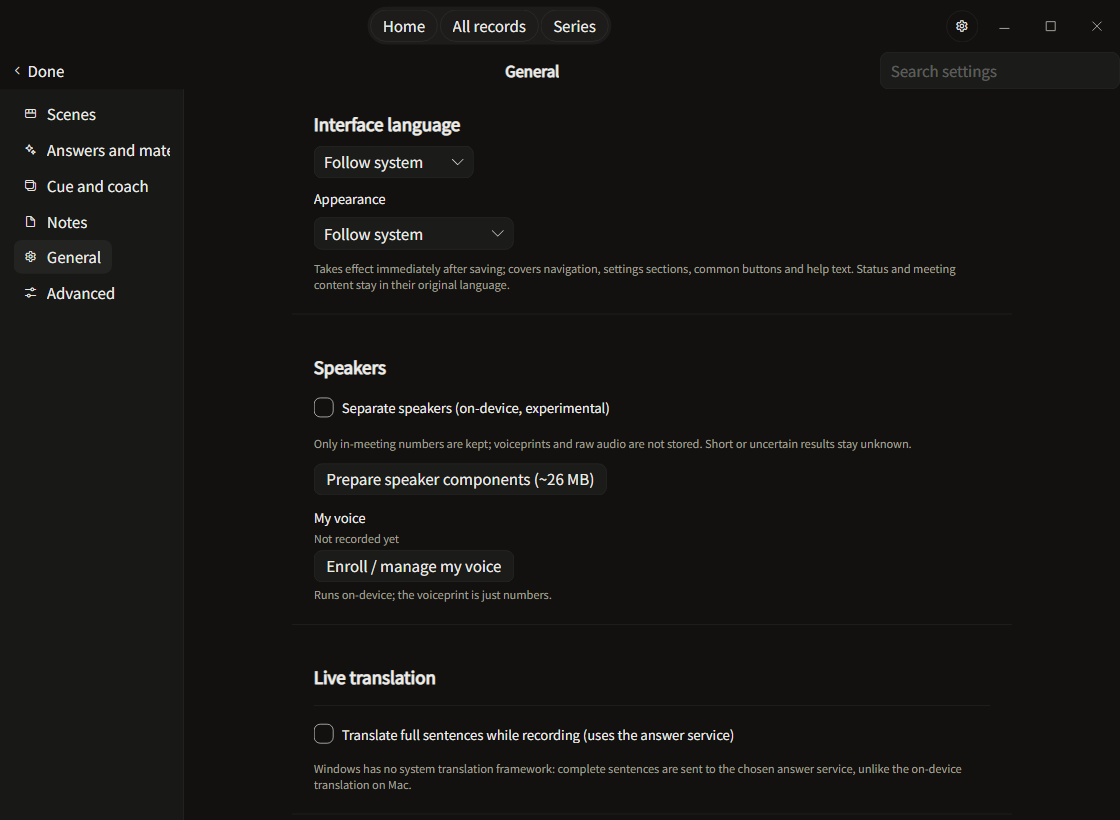 Home
All records
Series
Done
General
Search settings
Scenes
Answers and mate
Cue and coach
Notes
General
Advanced
Interface language
Follow system
Appearance
Follow system
Takes effect immediately after saving; covers navigation, settings sections, common buttons and help text. Status and meeting
content stay in their original language.
Speakers
Separate speakers (on-device, experimental)
Only in-meeting numbers are kept; voiceprints and raw audio are not stored. Short or uncertain results stay unknown.
Prepare speaker components (~26 MB)
My voice
Not recorded yet
Enroll / manage my voice
Runs on-device; the voiceprint is just numbers.
Live translation
Translate full sentences while recording (uses the answer service)
Windows has no system translation framework: complete sentences are sent to the chosen answer service, unlike the on-device
translation on Mac.